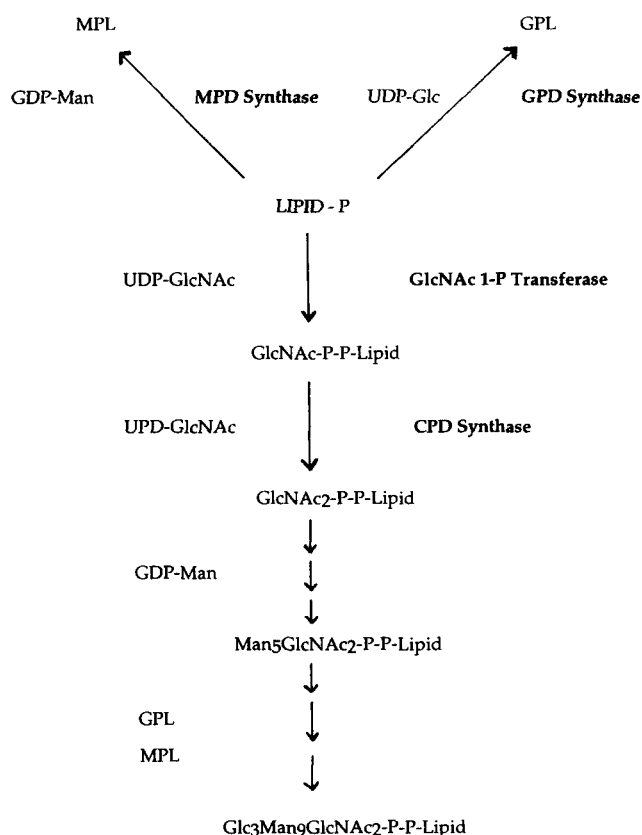 MPL GPL
GDP-Man MPD Synthase UDP-Glc GPD Synthase
LIPID - P
UDP-GlcNAc GlcNAc 1-P Transferase
GlcNAc-P-P-Lipid
UPD-GlcNAc CPD Synthase
GlcNAc2-P-P-Lipid
GDP-Man
Man5GlcNAc2-P-P-Lipid
GPL
MPL
Glc3Man9GlcNAc2-P-P-Lipid